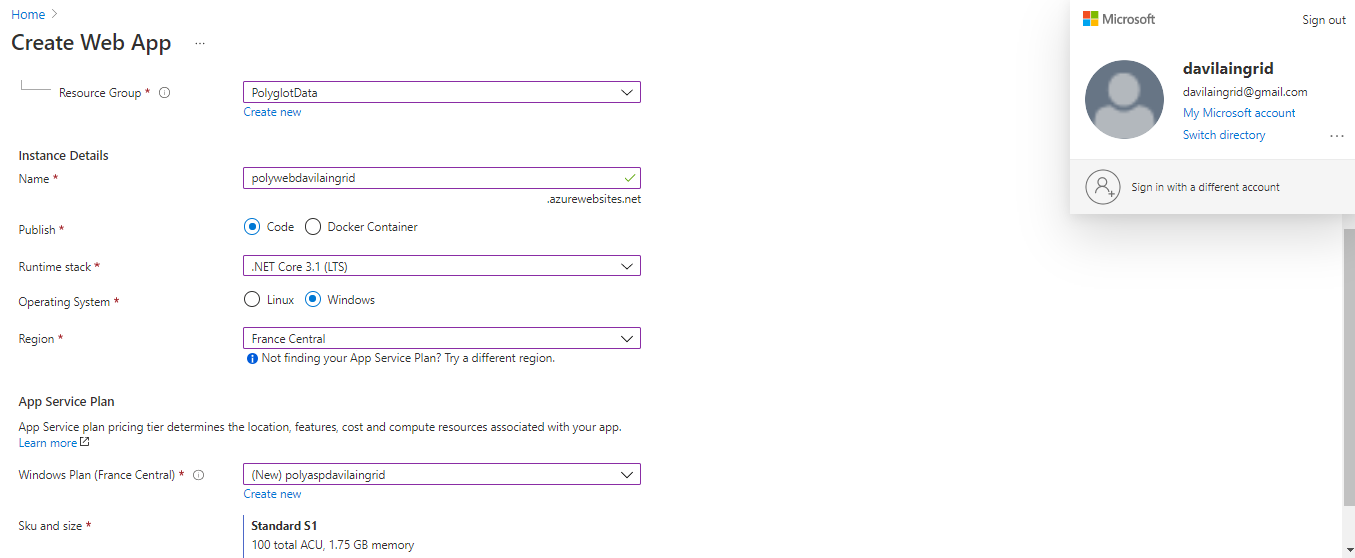 Home >
Create Web App ...
Resource Group *
PolyglotData
Create new
Instance Details
Name *
polywebdavilaingrid
.azurewebsites.net
Publish *
Code
Docker Container
Runtime stack *
.NET Core 3.1 (LTS)
Operating System *
Linux
Windows
Region *
France Central
Not finding your App Service Plan? Try a different region.
App Service Plan
App Service plan pricing tier determines the location, features, cost and compute resources associated with your app.
Learn more
Windows Plan (France Central) *
(New) polyaspdavilaingrid
Create new
Sku and size *
Standard S1
100 total ACU, 1.75 GB memory
Microsoft
Sign out
davilaingrid
davilaingrid@gmail.com
My Microsoft account
Switch directory
...
Sign in with a different account